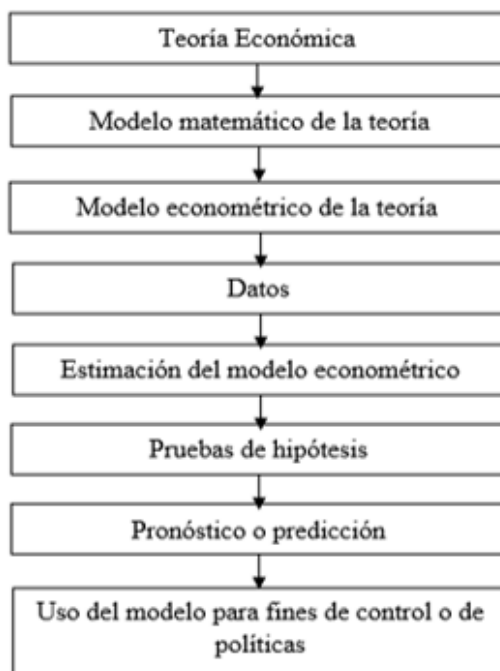 Teoría Económica
Modelo matemático de la teoría
Modelo econométrico de la teoría
Datos
Estimación del modelo econométrico
Pruebas de hipótesis
Pronóstico o predicción
Uso del modelo para fines de control o de
políticas